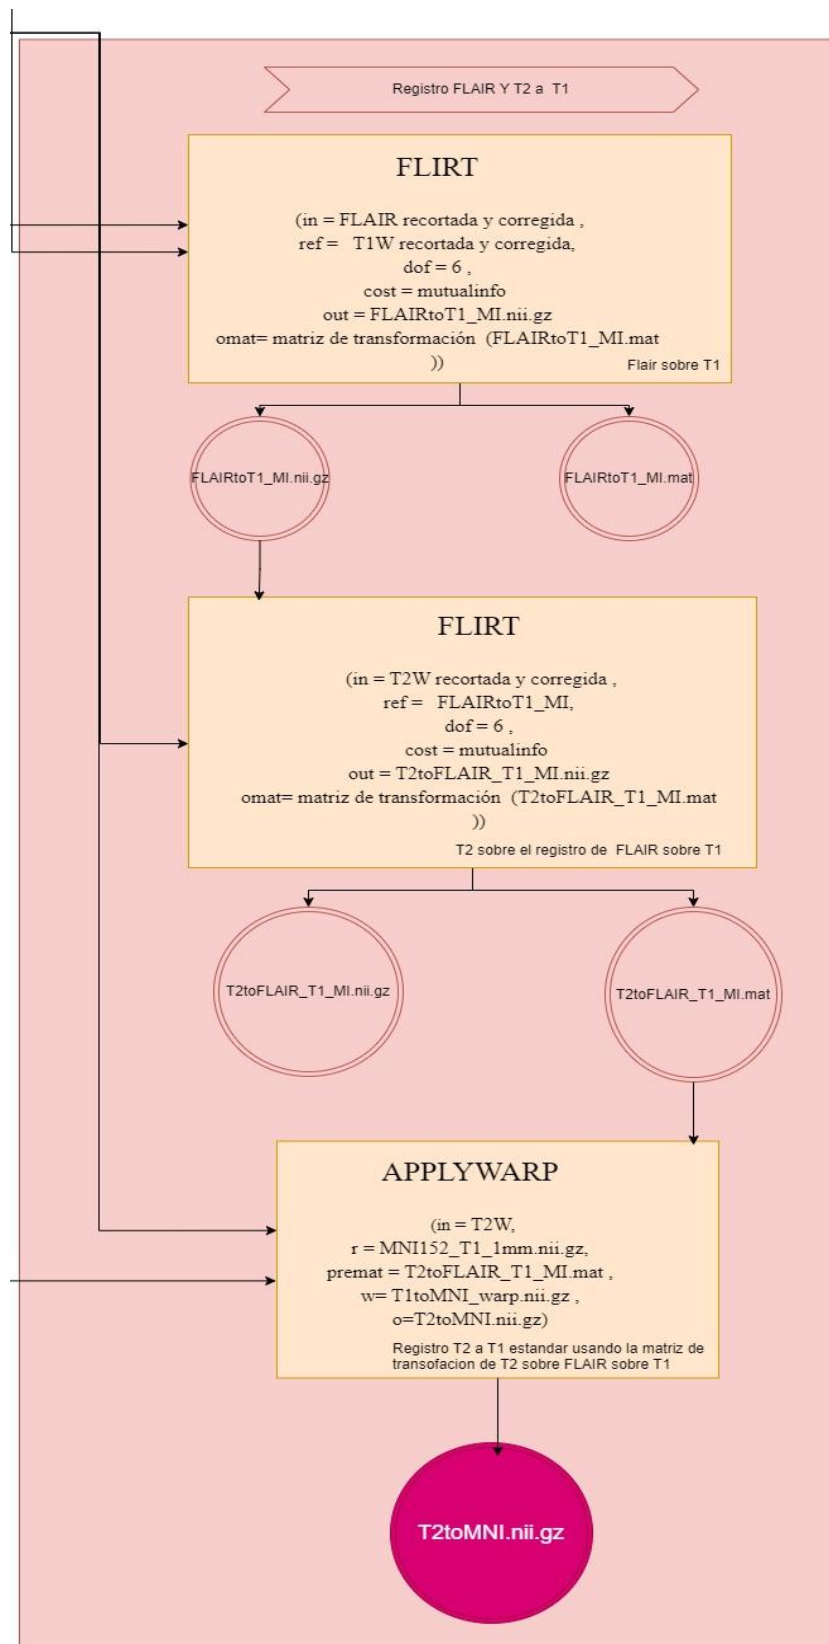 Registro FLAIR Y T2 a T1
FLIRT
(in = FLAIR recortada y corregida ,
ref = T1W recortada y corregida,
dof = 6 ,
cost = mutualinfo
out = FLAIRtoT1_MI.nii.gz
omat= matriz de transformación (FLAIRtoT1_MI.mat
))
Flair sobre T1
FLAIRtoT1_MI.nii.gz
FLAIRtoT1_MI.mat
FLIRT
(in = T2W recortada y corregida ,
ref = FLAIRtoT1_MI,
dof = 6 ,
cost = mutualinfo
out = T2toFLAIR_T1_MI.nii.gz
omat= matriz de transformación (T2toFLAIR_T1_MI.mat
))
T2 sobre el registro de FLAIR sobre T1
T2toFLAIR_T1_MI.nii.gz
T2toFLAIR_T1_MI.mat
APPLYWARP
(in = T2W,
r = MNI152_T1_1mm.nii.gz,
premat = T2toFLAIR_T1_MI.mat ,
w= T1toMNI_warp.nii.gz ,
o=T2toMNI.nii.gz)
Registro T2 a T1 estandar usando la matriz de
transofacion de T2 sobre FLAIR sobre T1
T2toMNI.nii.gz